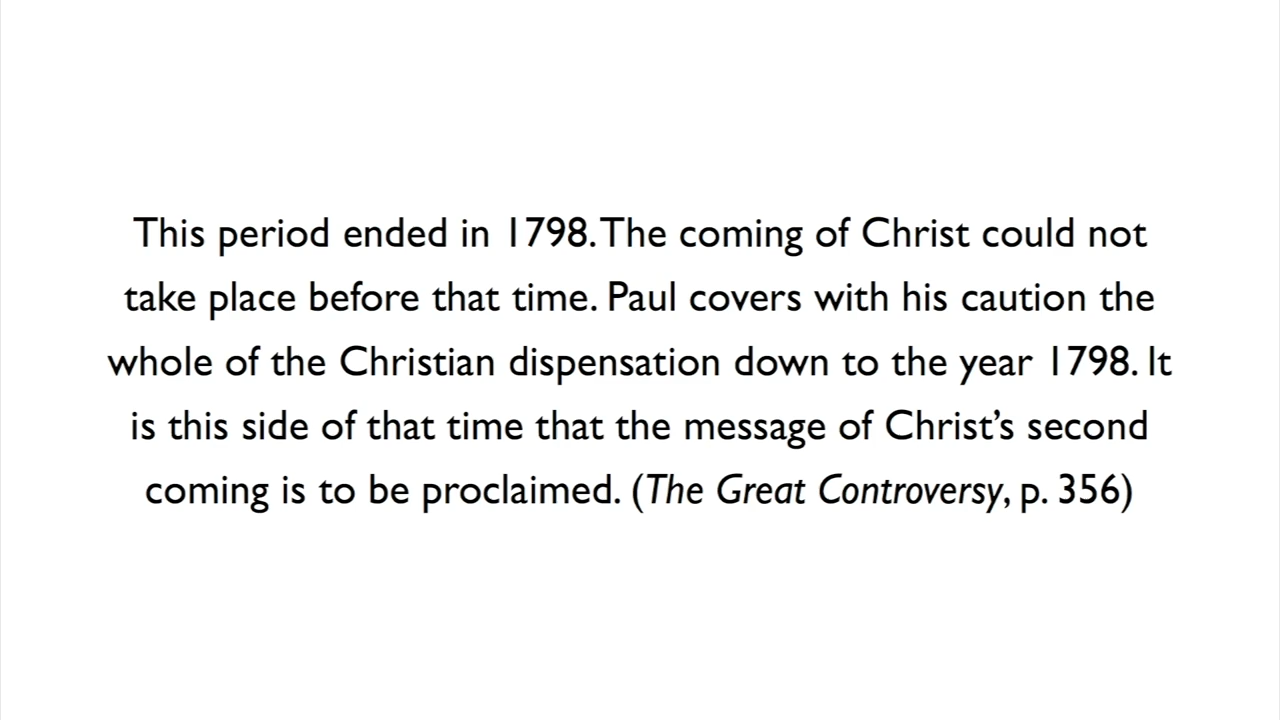 This period ended in 1798. The coming of Christ could not
take place before that time. Paul covers with his caution the
whole of the Christian dispensation down to the year 1798. It
is this side of that time that the message of Christ’s second
coming is to be proclaimed. (The Great Controversy, p. 356)